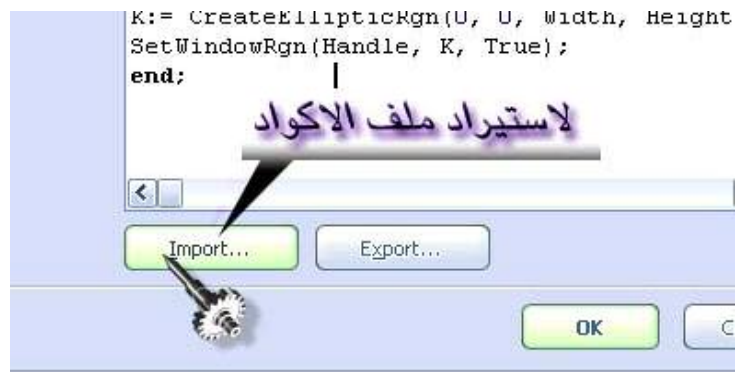 K:= CreateEllipticRgn(0, 0, Width, Height
SetWindowRgn(Handle, K, True);
end;
لاستيراد ملف الاكواد
Import...
Export...
OK
C